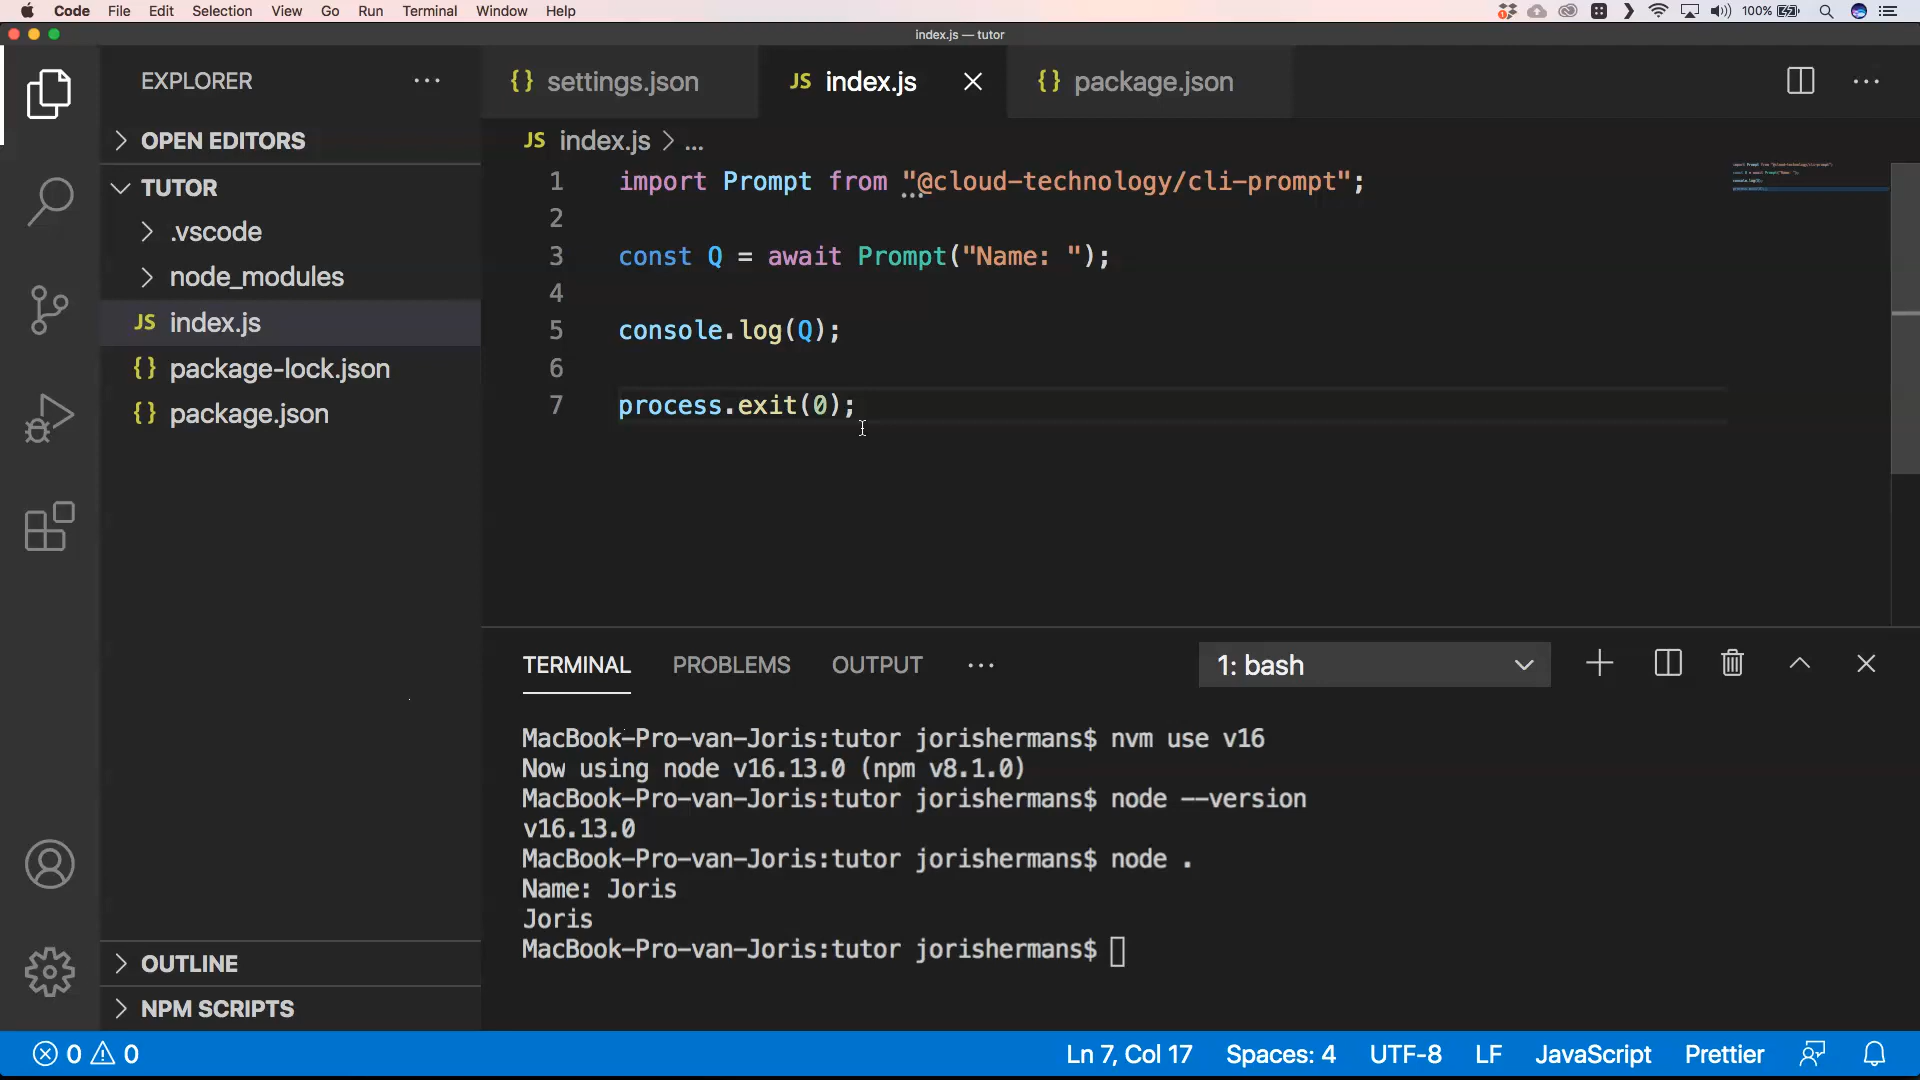 Code File Edit Selection View Go Run Terminal Window Help 100%
index.js — tutor
EXPLORER
OPEN EDITORS
TUTOR
.vscode
node_modules
JS index.js
{} package-lock.json
{} package.json
OUTLINE
NPM SCRIPTS
{} settings.json JS index.js {} package.json
JS index.js > ...
1 import Prompt from "@cloud-technology/cli-prompt";
2
3 const Q = await Prompt("Name: ");
4
5 console.log(Q);
6
7 process.exit(0);
TERMINAL PROBLEMS OUTPUT ... 1: bash
MacBook-Pro-van-Joris:tutor jorishermans$ nvm use v16
Now using node v16.13.0 (npm v8.1.0)
MacBook-Pro-van-Joris:tutor jorishermans$ node --version
v16.13.0
MacBook-Pro-van-Joris:tutor jorishermans$ node .
Name: Joris
Joris
MacBook-Pro-van-Joris:tutor jorishermans$
0 0 Ln 7, Col 17 Spaces: 4 UTF-8 LF JavaScript Prettier